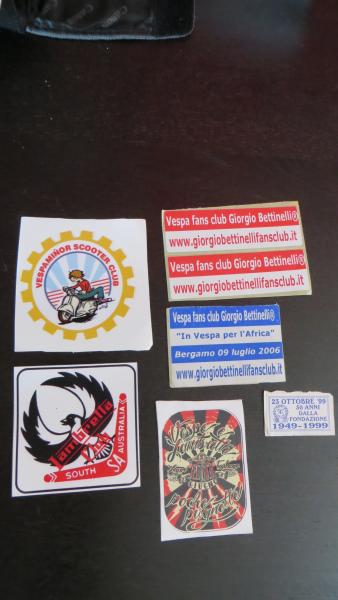 VESPAMIÑOR SCOOTER CLUB
Vespa fans club Giorgio Bettinelli®
www.giorgiobettinellifansclub.it
Vespa fans club Giorgio Bettinelli®
www.giorgiobettinellifansclub.it
Vespa fans club Giorgio Bettinelli®
"In Vespa per l'Africa"
Bergamo 09 luglio 2006
www.giorgiobettinellifansclub.it
23 OTTOBRE '99
50 ANNI
DALLA
FONDAZIONE
1949-1999
Lambretta
Club
SOUTH
AUSTRALIA
SA